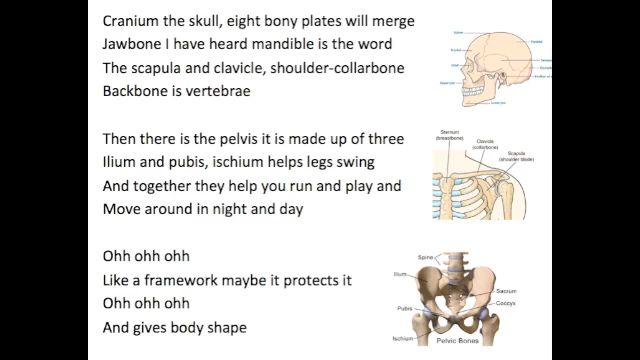 Cranium the skull, eight bony plates will merge
Jawbone I have heard mandible is the word
The scapula and clavicle, shoulder-collarbone
Backbone is vertebrae
Then there is the pelvis it is made up of three
Ilium and pubis, ischium helps legs swing
And together they help you run and play and
Move around in night and day
Sternum
(breastbone)
Clavicle
(collarbone)
Scapula
(shoulder blade)
Ohh ohh ohh
Like a framework maybe it protects it
Ohh ohh ohh
And gives body shape
Spine
Ilium
Sacrum
Coccyx
Pubis
Ischium
Pelvic Bones